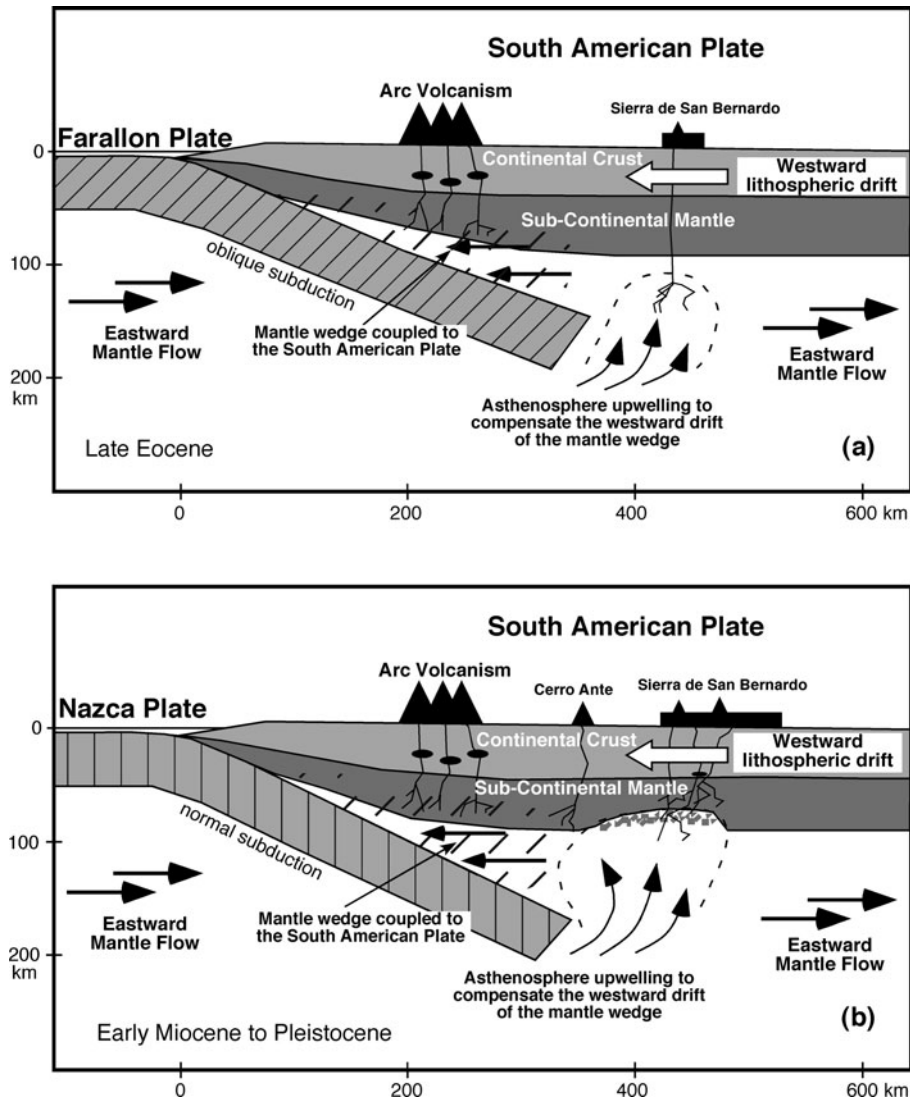 South American Plate
Arc Volcanism
Sierra de San Bernardo
Farallon Plate
0
Continental Crust
Westward
lithospheric drift
Sub-Continental Mantle
100
oblique subduction
Eastward
Mantle Flow
Mantle wedge coupled to
the South American Plate
Eastward
Mantle Flow
200
km
Asthenosphere upwelling to
compensate the westward drift
of the mantle wedge
Late Eocene
(a)
0
200
400
600 km
South American Plate
Arc Volcanism
Cerro Ante
Sierra de San Bernardo
Nazca Plate
0
Continental Crust
Westward
lithospheric drift
Sub-Continental Mantle
100
normal subduction
Eastward
Mantle Flow
Mantle wedge coupled to
the South American Plate
Eastward
Mantle Flow
200
km
Asthenosphere upwelling to
compensate the westward drift
of the mantle wedge
Early Miocene to Pleistocene
(b)
0
200
400
600 km